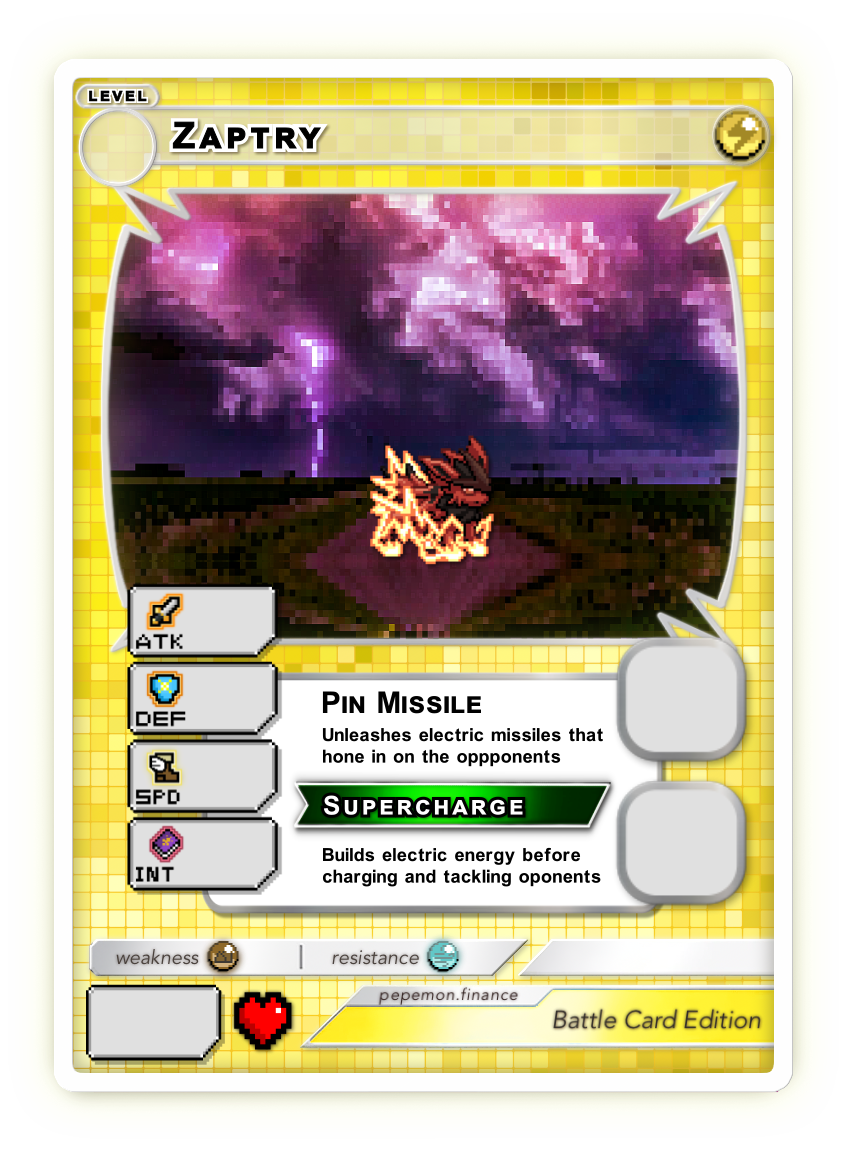 LEVEL
ZAPTRY
ATK
DEF
SPD
INT
PIN MISSILE
Unleashes electric missiles that
hone in on the oppponents
SUPERCHARGE
Builds electric energy before
charging and tackling oponents
weakness | resistance
pepemon.finance
Battle Card Edition